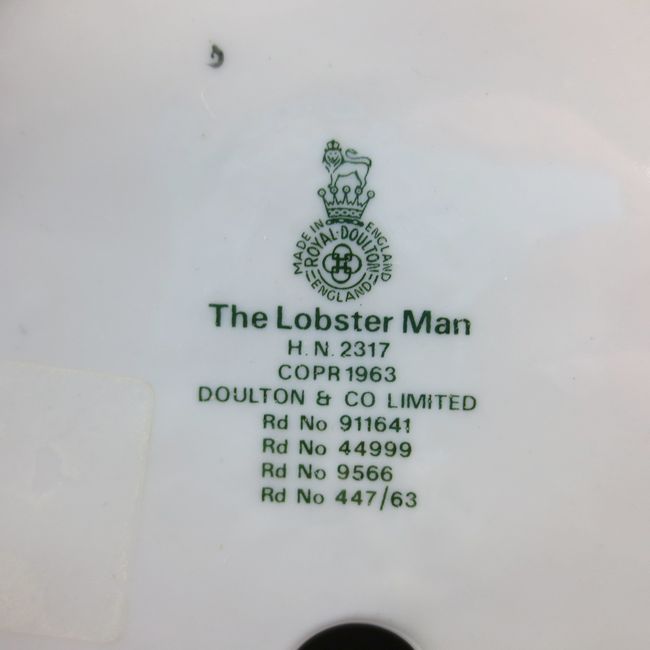 MADE IN ENGLAND
ROYAL·DOULTON
ENGLAND
The Lobster Man
H.N. 2317
COPR 1963
DOULTON & CO LIMITED
Rd No 911641
Rd No 44999
Rd No 9566
Rd No 447/63